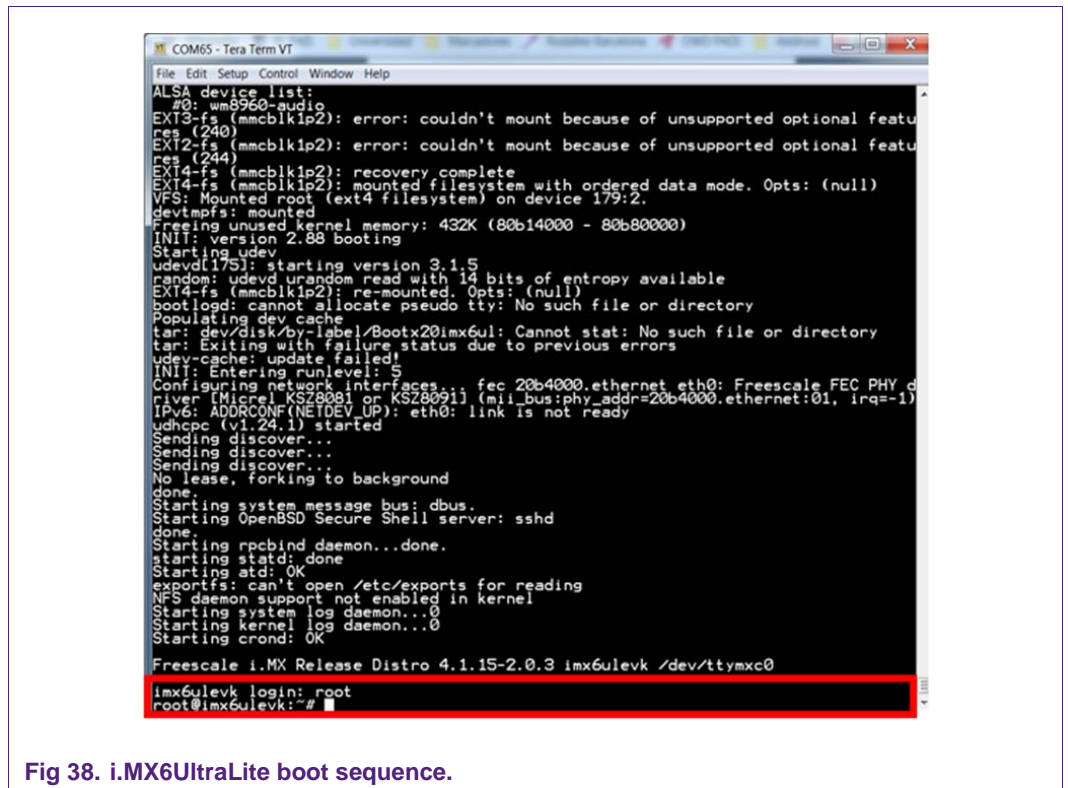 COM65 - Tera Term VT
File Edit Setup Control Window Help
ALSA device list:
#0: wm8960-audio
EXT3-fs (mmcblk1p2): error: couldn't mount because of unsupported optional featu
res (240)
EXT2-fs (mmcblk1p2): error: couldn't mount because of unsupported optional featu
res (244)
EXT4-fs (mmcblk1p2): recovery complete
EXT4-fs (mmcblk1p2): mounted filesystem with ordered data mode. Opts: (null)
VFS: Mounted root (ext4 filesystem) on device 179:2.
devtmpfs: mounted
Freeing unused kernel memory: 432K (80b14000 - 80b80000)
INIT: version 2.88 booting
Starting udev
udevd[175]: starting version 3.1.5
random: udevd urandom read with 14 bits of entropy available
EXT4-fs (mmcblk1p2): re-mounted. Opts: (null)
bootlogd: cannot allocate pseudo tty: No such file or directory
Populating dev cache
tar: dev/disk/by-label/Bootx20imx6ul: Cannot stat: No such file or directory
tar: Exiting with failure status due to previous errors
udev-cache: update failed!
INIT: Entering runlevel: 5
Configuring network interfaces... fec 20b4000.ethernet eth0: Freescale FEC PHY d
river [Micrel KSZ8081 or KSZ8091] (mii_bus:phy_addr=20b4000.ethernet:01, irq=-1)
IPv6: ADDRCONF(NETDEV_UP): eth0: link is not ready
udhcpc (v1.24.1) started
Sending discover...
Sending discover...
Sending discover...
No lease, forking to background
done.
Starting system message bus: dbus.
Starting OpenBSD Secure Shell server: sshd
done.
Starting rpcbind daemon...done.
starting statd: done
Starting atd: OK
exportfs: can't open /etc/exports for reading
NFS daemon support not enabled in kernel
Starting system log daemon...0
Starting kernel log daemon...0
Starting crond: OK
Freescale i.MX Release Distro 4.1.15-2.0.3 imx6ulevk /dev/ttymxc0
imx6ulevk login: root
root@imx6ulevk:~#
Fig 38. i.MX6UltraLite boot sequence.